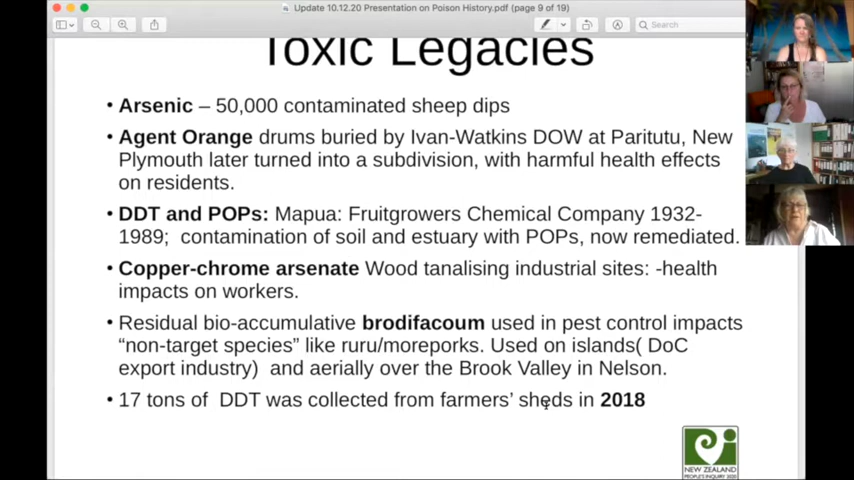 Update 10.12.20 Presentation on Poison History.pdf (page 9 of 19)
Search
Toxic Legacies
• Arsenic – 50,000 contaminated sheep dips
• Agent Orange drums buried by Ivan-Watkins DOW at Paritutu, New
Plymouth later turned into a subdivision, with harmful health effects
on residents.
• DDT and POPs: Mapua: Fruitgrowers Chemical Company 1932-
1989; contamination of soil and estuary with POPs, now remediated.
• Copper-chrome arsenate Wood tanalising industrial sites: -health
impacts on workers.
• Residual bio-accumulative brodifacoum used in pest control impacts
“non-target species” like ruru/moreporks. Used on islands( DoC
export industry) and aerially over the Brook Valley in Nelson.
• 17 tons of DDT was collected from farmers’ sheds in 2018
NEW ZEALAND
PEOPLE'S INQUIRY 2020